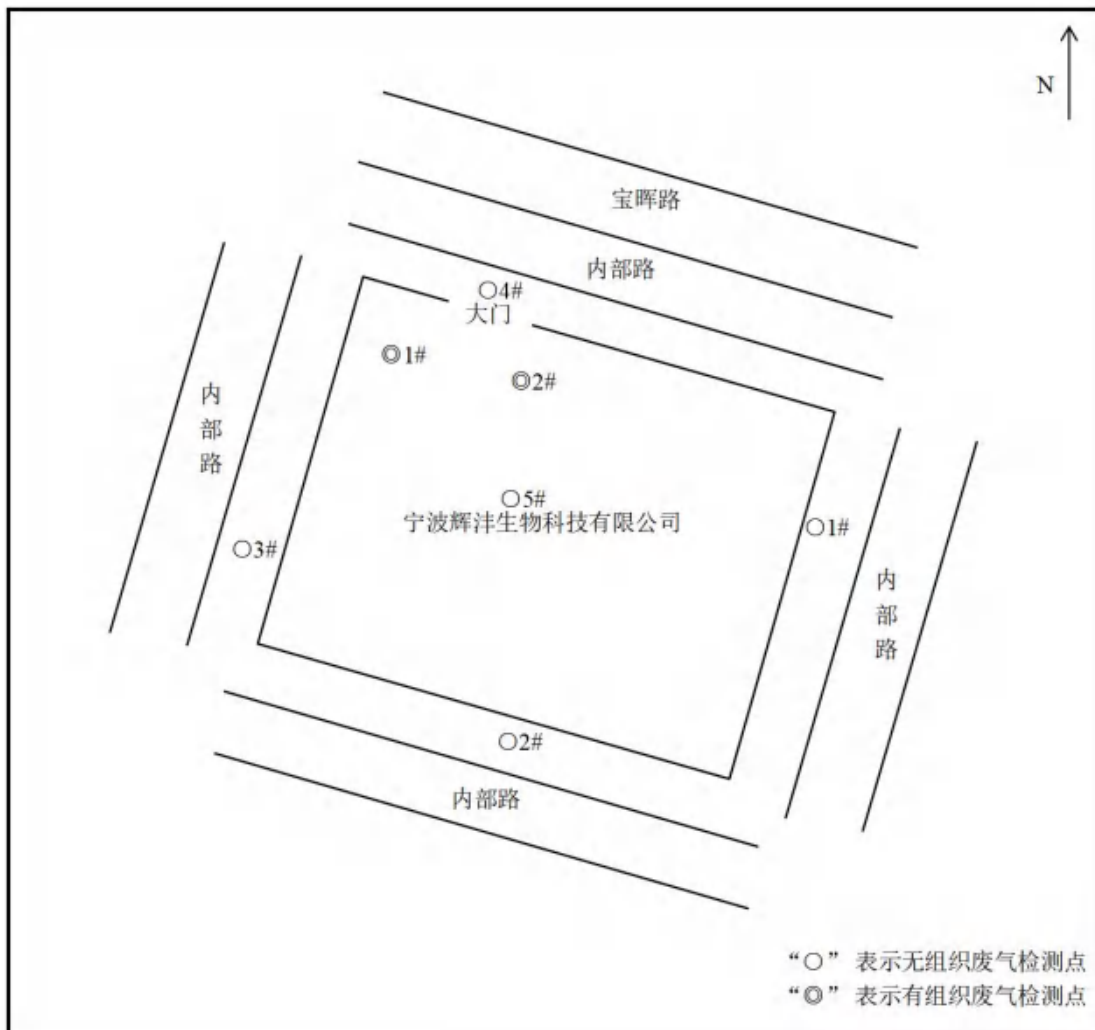 N
宝晖路
内部路
○4#
大门
◎1#
◎2#
内部路
○5#
宁波辉沣生物科技有限公司
○1#
○3#
内部路
○2#
内部路
“○” 表示无组织废气检测点
“◎” 表示有组织废气检测点